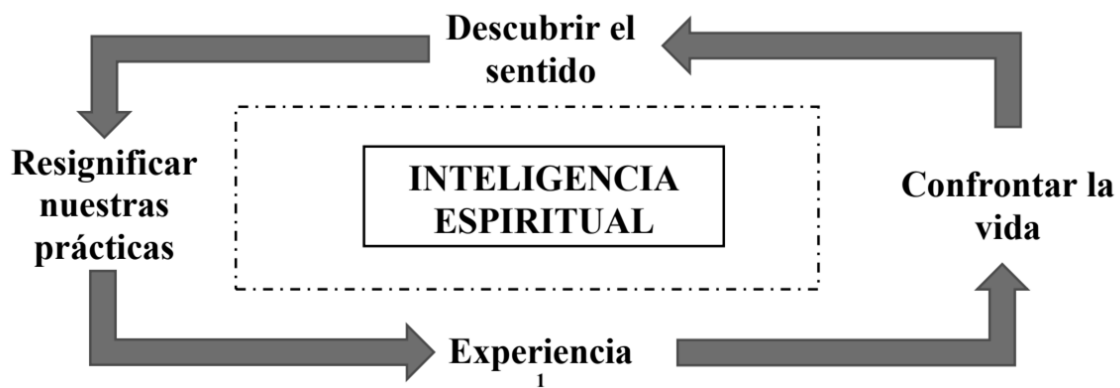 Descubrir el
sentido
Resignificar
nuestras
prácticas
INTELIGENCIA
ESPIRITUAL
Confrontar la
vida
Experiencia
1